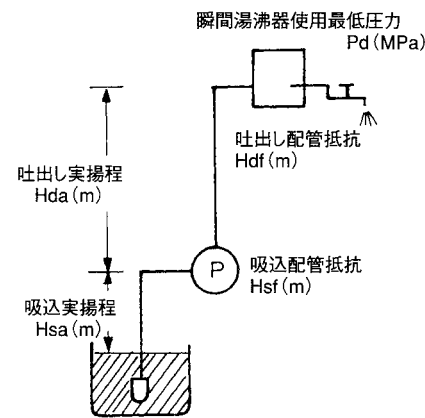 瞬間湯沸器使用最低圧力
Pd(MPa)
吐出し配管抵抗
Hdf(m)
吐出し実揚程
Hda(m)
P
吸込配管抵抗
Hsf(m)
吸込実揚程
Hsa(m)